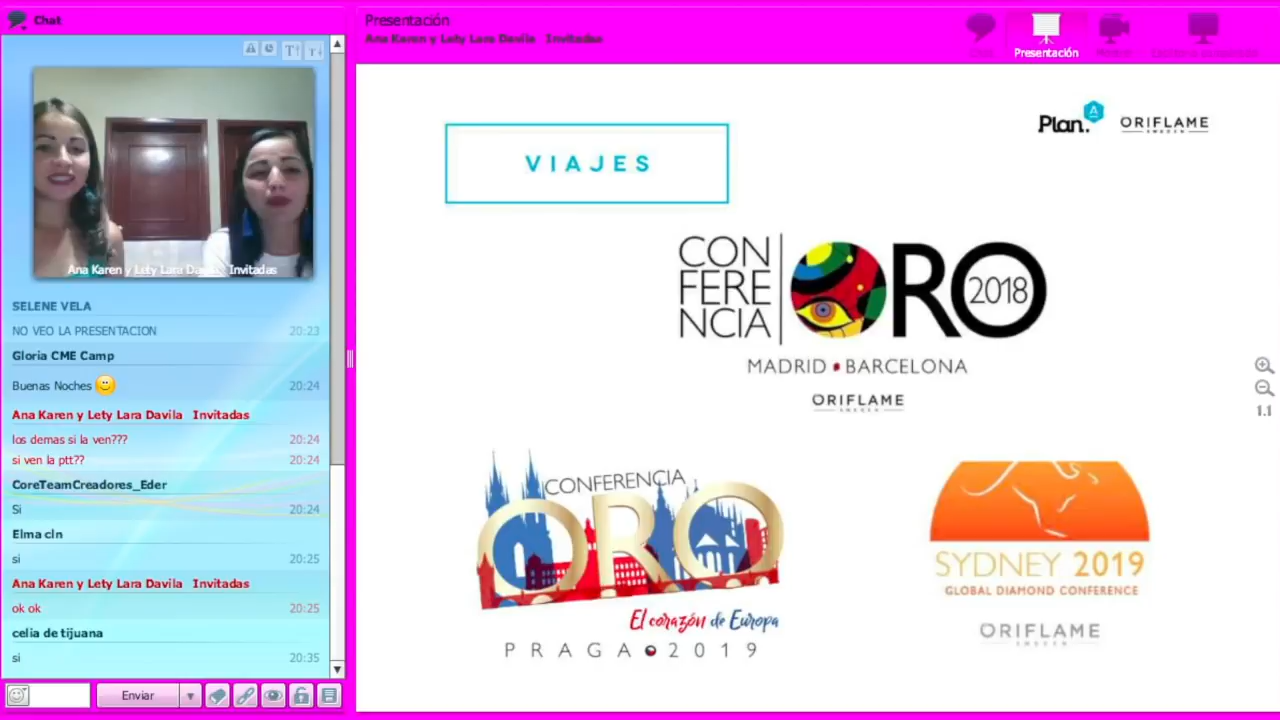 Chat
Ana Karen y Lety Lara Davila Invitadas
SELENE VELA
NO VEO LA PRESENTACION 20:23
Gloria CME Camp
Buenas Noches 20:24
Ana Karen y Lety Lara Davila Invitadas
los demas si la ven??? 20:24
si ven la ptt?? 20:24
CoreTeamCreadores_Eder
Si 20:24
Elma cln
si 20:25
Ana Karen y Lety Lara Davila Invitadas
ok ok 20:25
celia de tijuana
si 20:35
Enviar
Presentación
Ana Karen y Lety Lara Davila Invitadas
Presentación
Plan. A
ORIFLAME
SWEDEN
VIAJES
CON
FERE
NCIA
ORO
2018
MADRID • BARCELONA
ORIFLAME
SWEDEN
CONFERENCIA
ORO
El corazón de Europa
PRAGA 2019
SYDNEY 2019
GLOBAL DIAMOND CONFERENCE
ORIFLAME
SWEDEN
1.1